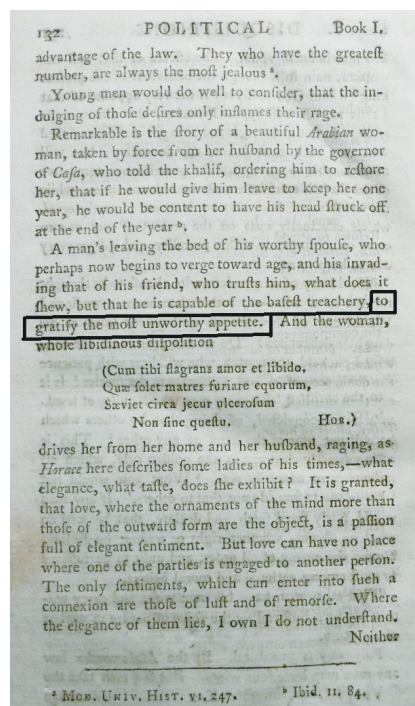 132 POLITICAL Book I.
advantage of the law. They who have the greateſt
number, are always the moſt jealous ª.
Young men would do well to conſider, that the in-
dulging of thoſe deſires only inflames their rage.
Remarkable is the ſtory of a beautiful Arabian wo-
man, taken by force from her huſband by the governor
of Caſa, who told the khalif, ordering him to reſtore
her, that if he would give him leave to keep her one
year, he would be content to have his head ſtruck off
at the end of the year ᵇ.
A man's leaving the bed of his worthy ſpouſe, who
perhaps now begins to verge toward age, and his invad-
ing that of his friend, who truſts him, what does it
ſhew, but that he is capable of the baſeſt treachery, to
gratify the moſt unworthy appetite. And the woman,
whoſe libidinous diſpoſition
(Cum tibi flagrans amor et libido,
Quæ ſolet matres furiare equorum,
Sæviet circa jecur ulceroſum
Non ſine queſtu. HOR.)
drives her from her home and her huſband, raging, as
Horace here deſcribes ſome ladies of his times,—what
elegance, what taſte, does ſhe exhibit? It is granted,
that love, where the ornaments of the mind more than
thoſe of the outward form are the object, is a paſſion
full of elegant ſentiment. But love can have no place
where one of the parties is engaged to another perſon.
The only ſentiments, which can enter into ſuch a
connexion are thoſe of luſt and of remorſe. Where
the elegance of them lies, I own I do not underſtand.
Neither
ª MOD. UNIV. HIST. VI. 247. ᵇ Ibid. II. 84.